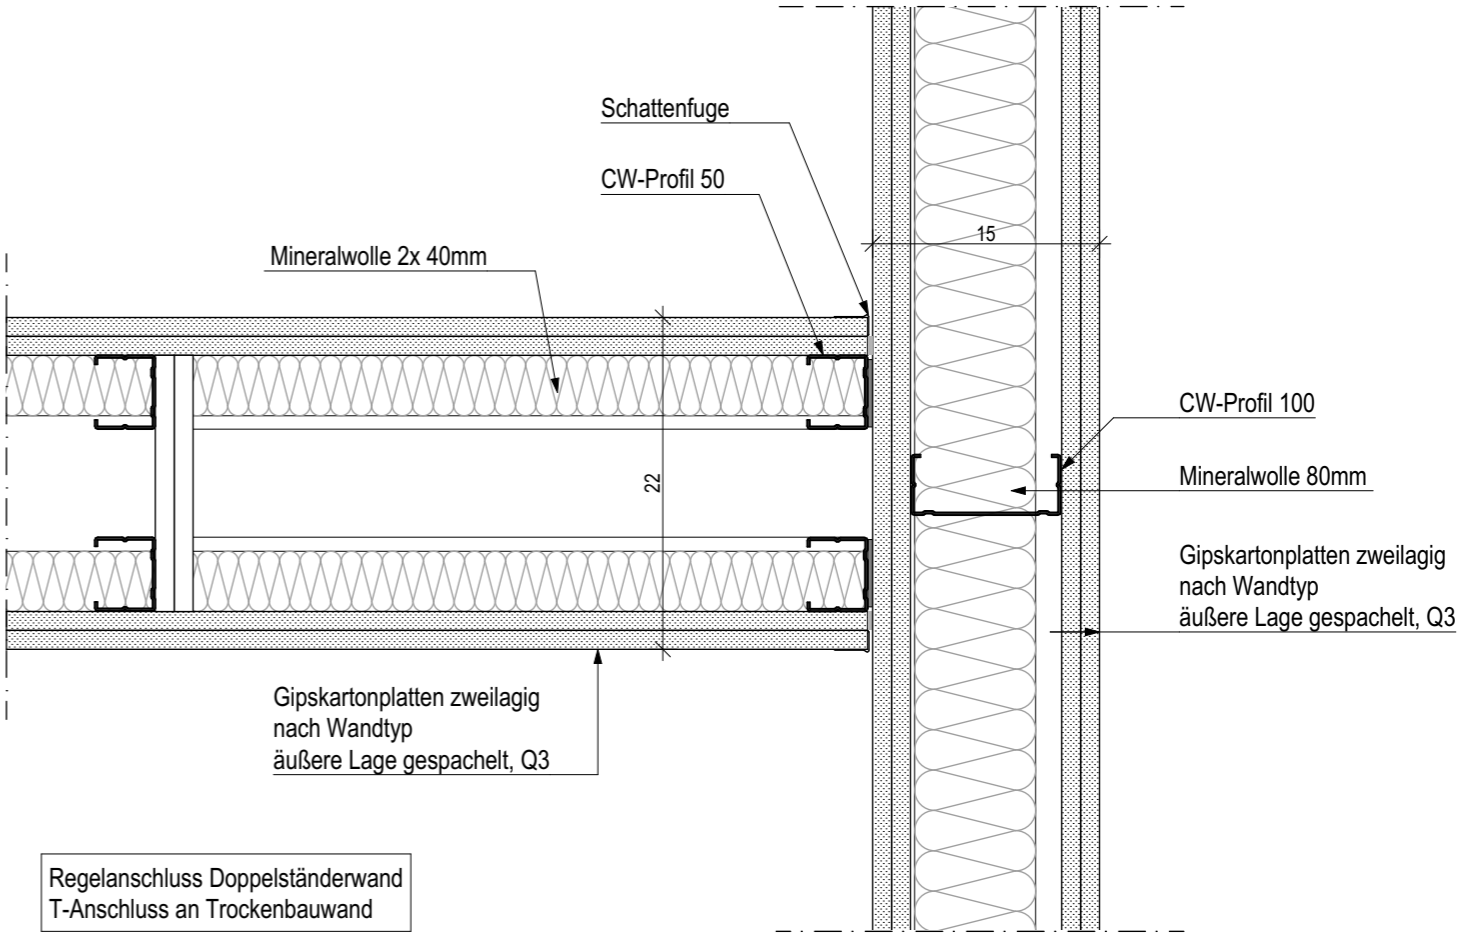 Schattenfuge
CW-Profil 50
15
Mineralwolle 2x 40mm
CW-Profil 100
22
Mineralwolle 80mm
Gipskartonplatten zweilagig
nach Wandtyp
äußere Lage gespachelt, Q3
Gipskartonplatten zweilagig
nach Wandtyp
äußere Lage gespachelt, Q3
Regelanschluss Doppelständerwand
T-Anschluss an Trockenbauwand